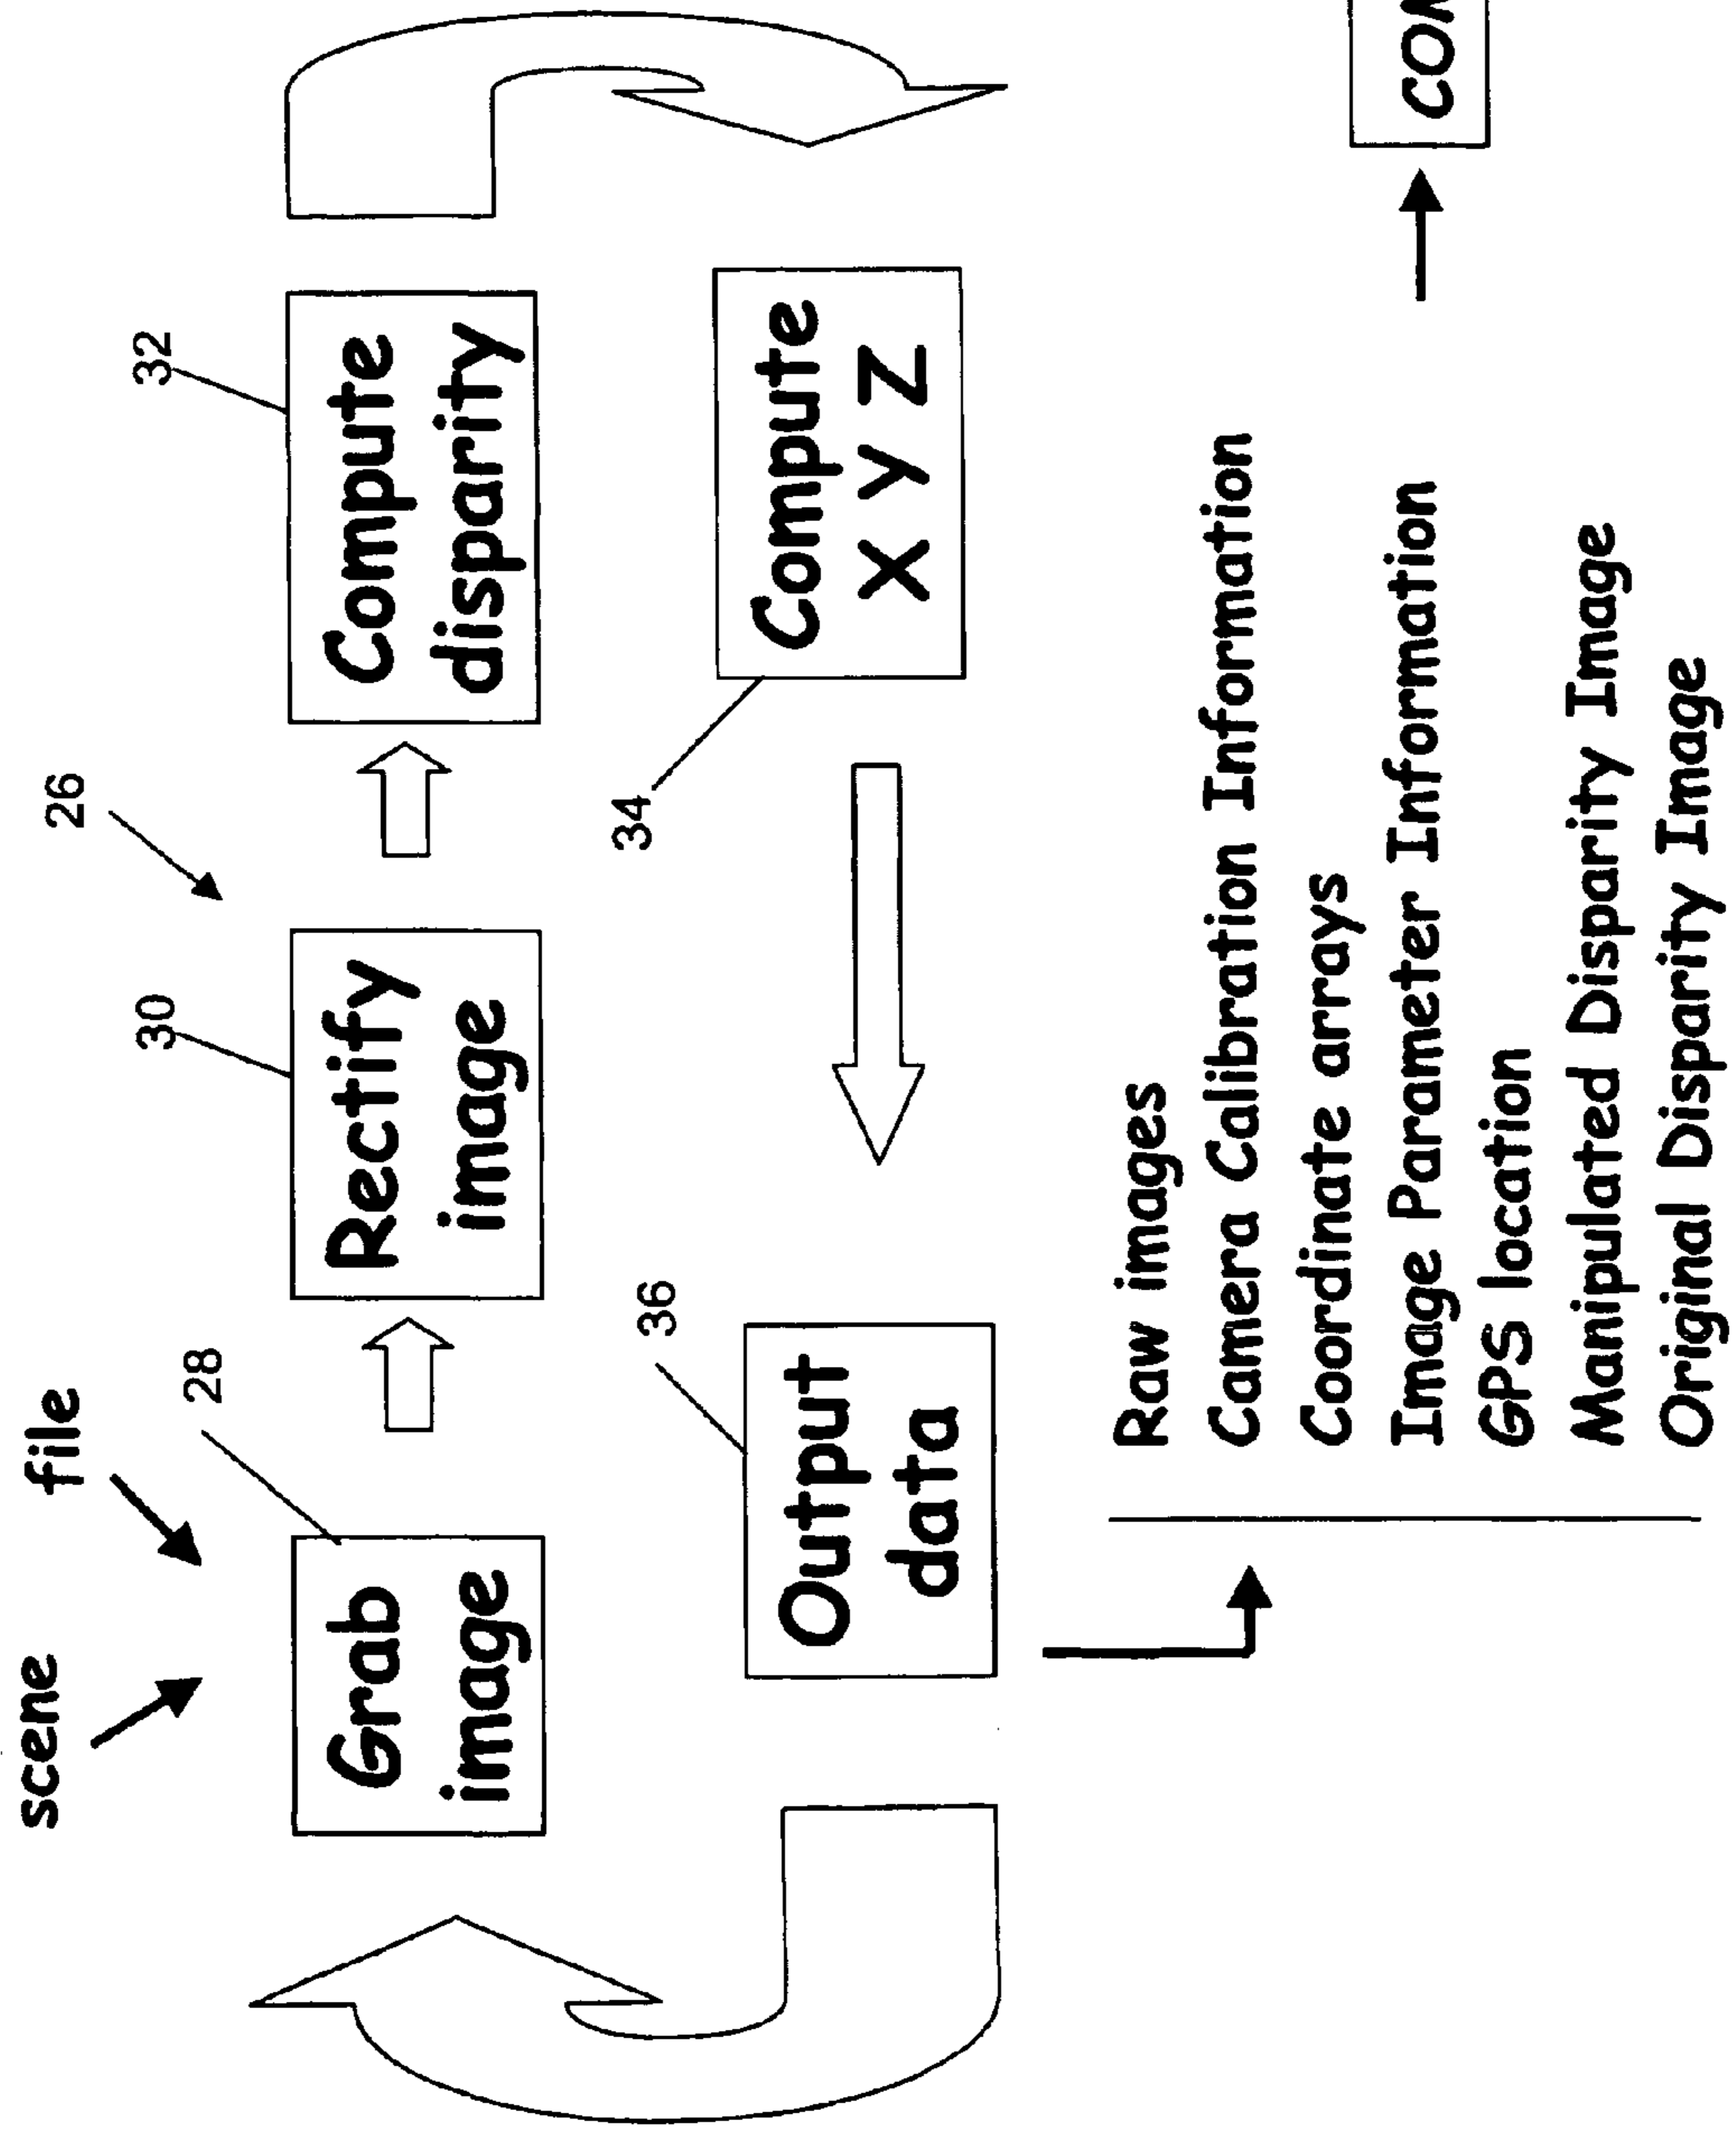 scene
file
26
28
30
32
Grab
image
Rectify
image
Compute
disparity
36
34
Output
data
Compute
X Y Z
Raw images
Camera Calibration Information
Coordinate arrays
Image Parameter Information
GPS location
Manipulated Disparity Image
Original Disparity Image